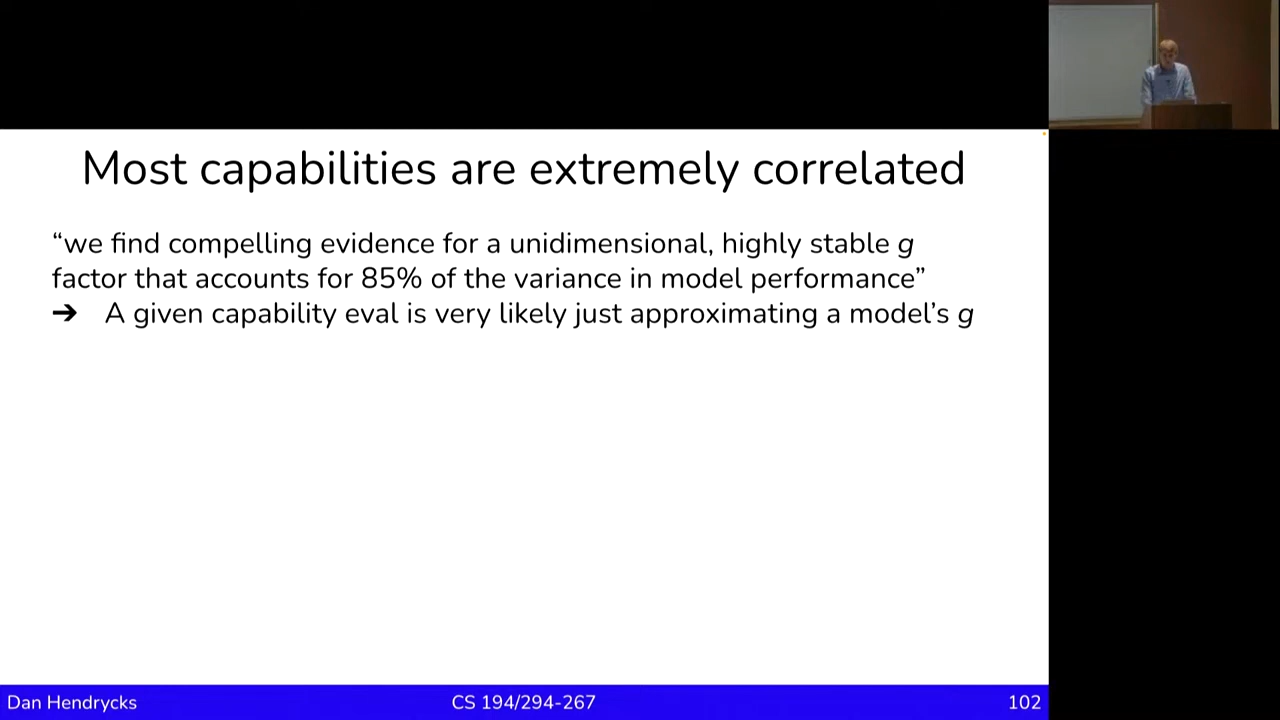 Most capabilities are extremely correlated
“we find compelling evidence for a unidimensional, highly stable g
factor that accounts for 85% of the variance in model performance”
➔ A given capability eval is very likely just approximating a model’s g
Dan Hendrycks
CS 194/294-267
102